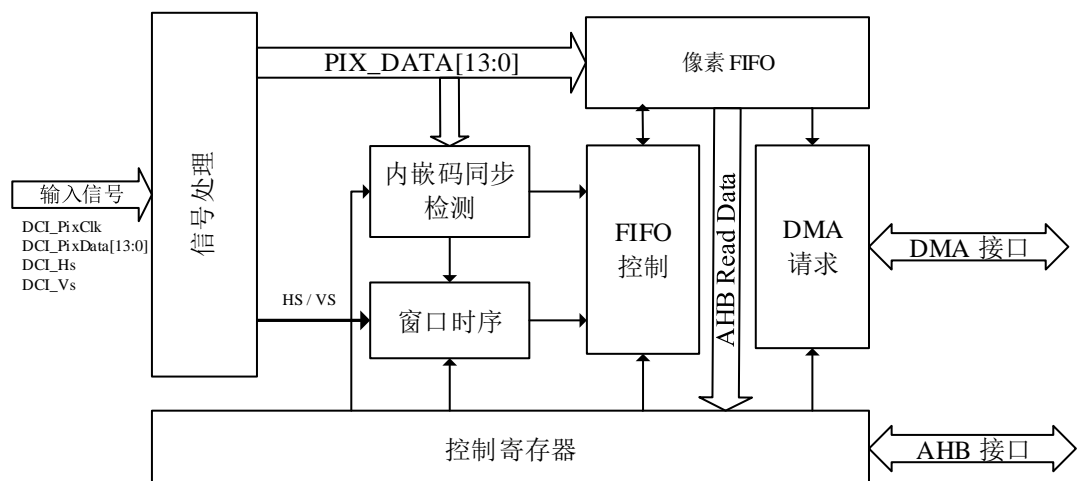 PIX_DATA[13:0]
像素 FIFO
输入信号
DCI_PixClk
DCI_PixData[13:0]
DCI_Hs
DCI_Vs
信号处理
内嵌码同步
检测
HS / VS
窗口时序
FIFO
控制
AHB Read Data
DMA
请求
DMA 接口
控制寄存器
AHB 接口